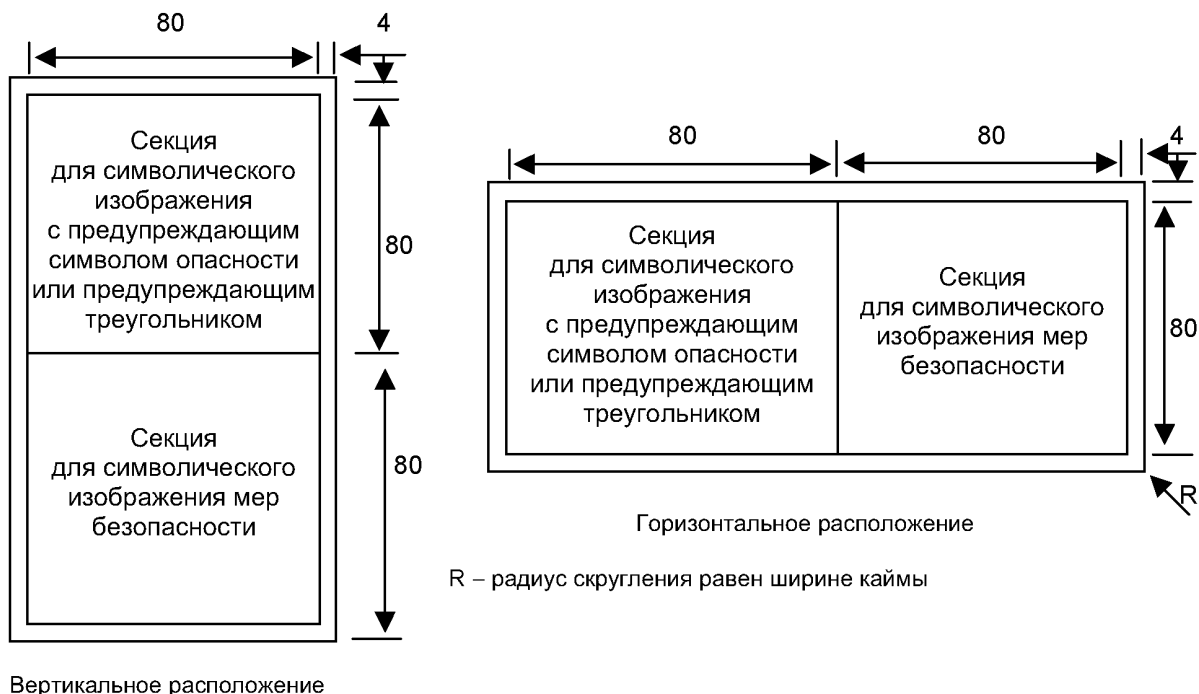 80
4
Секция
для символического
изображения
с предупреждающим
символом опасности
или предупреждающим
треугольником
80
Секция
для символического
изображения мер
безопасности
80
Вертикальное расположение
80
80
4
Секция
для символического
изображения
с предупреждающим
символом опасности
или предупреждающим
треугольником
Секция
для символического
изображения мер
безопасности
80
R
Горизонтальное расположение
R – радиус скругления равен ширине каймы